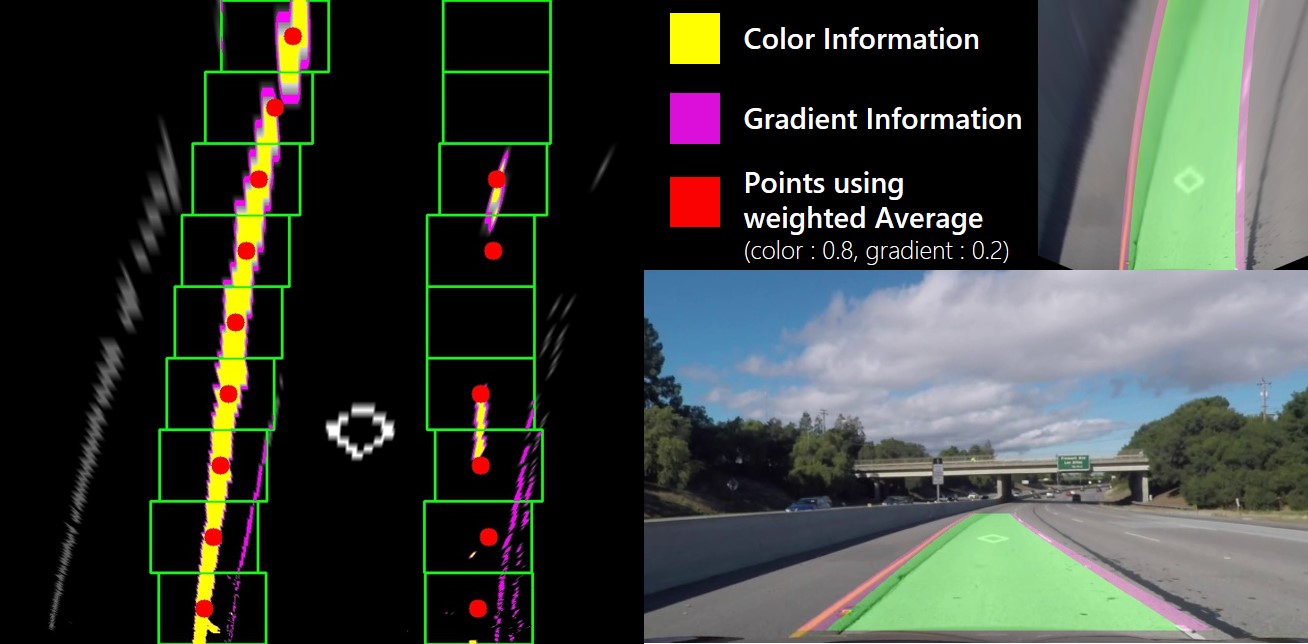 Color Information
Gradient Information
Points using
weighted Average
(color : 0.8, gradient : 0.2)